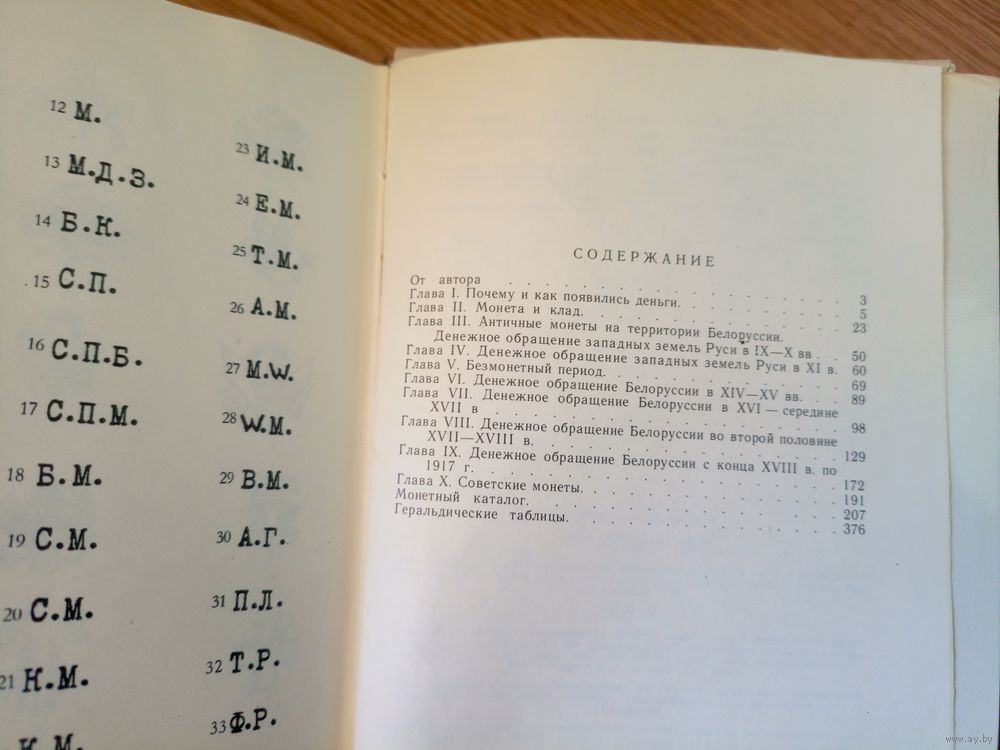 12 М.
13 М.Д.З.
14 Б.К.
15 С.П.
16 С.П.Б.
17 С.П.М.
18 Б.М.
19 С.М.
20 С.М.
21 К.М.
К.М.
23 И.М.
24 Е.М.
25 Т.М.
26 А.М.
27 M.W.
28 W.M.
29 В.М.
30 А.Г.
31 П.Л.
32 Т.Р.
33 Ф.Р.
СОДЕРЖАНИЕ
От автора . . . . . . . . . . . . . . . . 3
Глава I. Почему и как появились деньги. . . . . . . . . 5
Глава II. Монета и клад. . . . . . . . . . . . . 23
Глава III. Античные монеты на территории Белоруссии.
Денежное обращение западных земель Руси в IX—X вв . . 50
Глава IV. Денежное обращение западных земель Руси в XI в. 60
Глава V. Безмонетный период. . . . . . . . . . . . 69
Глава VI. Денежное обращение Белоруссии в XIV—XV вв. . . 89
Глава VII. Денежное обращение Белоруссии в XVI — середине
XVII в . . . . . . . . . . . . . . . . 98
Глава VIII. Денежное обращение Белоруссии во второй половине
XVII—XVIII в. . . . . . . . . . . . . . . 129
Глава IX. Денежное обращение Белоруссии с конца XVIII в. по
1917 г. . . . . . . . . . . . . . . . . 172
Глава X. Советские монеты. . . . . . . . . . . . . 191
Монетный каталог. . . . . . . . . . . . . . . 207
Геральдические таблицы. . . . . . . . . . . . . 376
www.ay.by